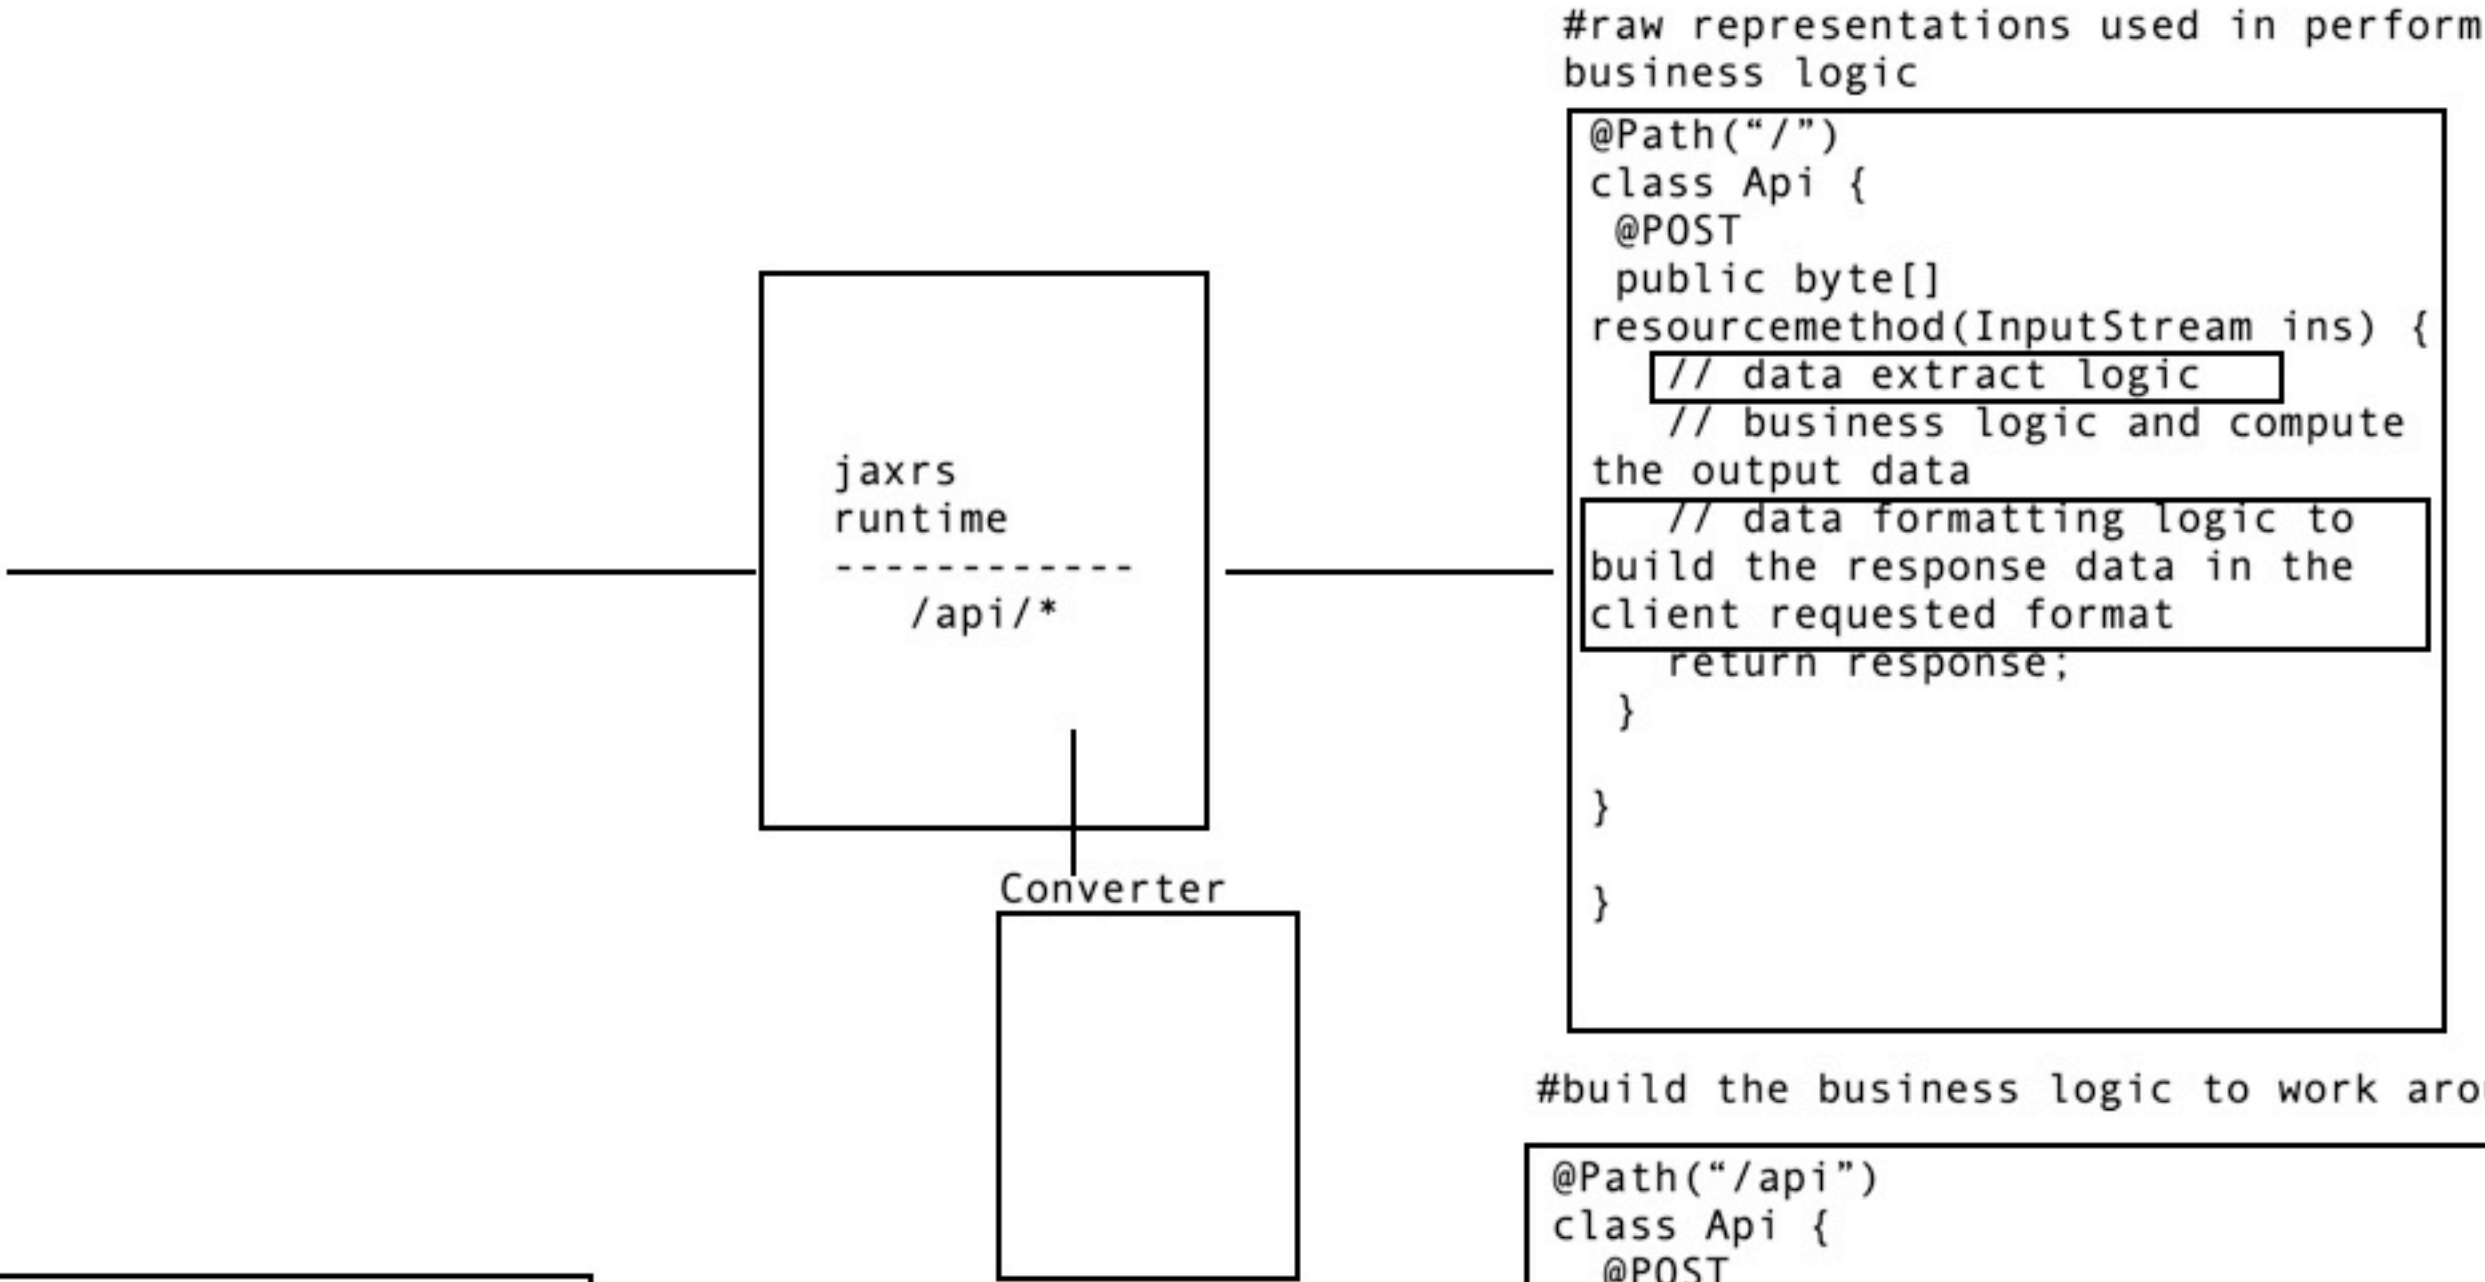 #raw representations used in perform
business logic
@Path(“/”)
class Api {
@POST
public byte[]
resourcemethod(InputStream ins) {
// data extract logic
// business logic and compute
the output data
// data formatting logic to
build the response data in the
client requested format
return response;
}
}
}
jaxrs
runtime
------------
/api/*
Converter
#build the business logic to work arou
@Path(“/api”)
class Api {
@POST